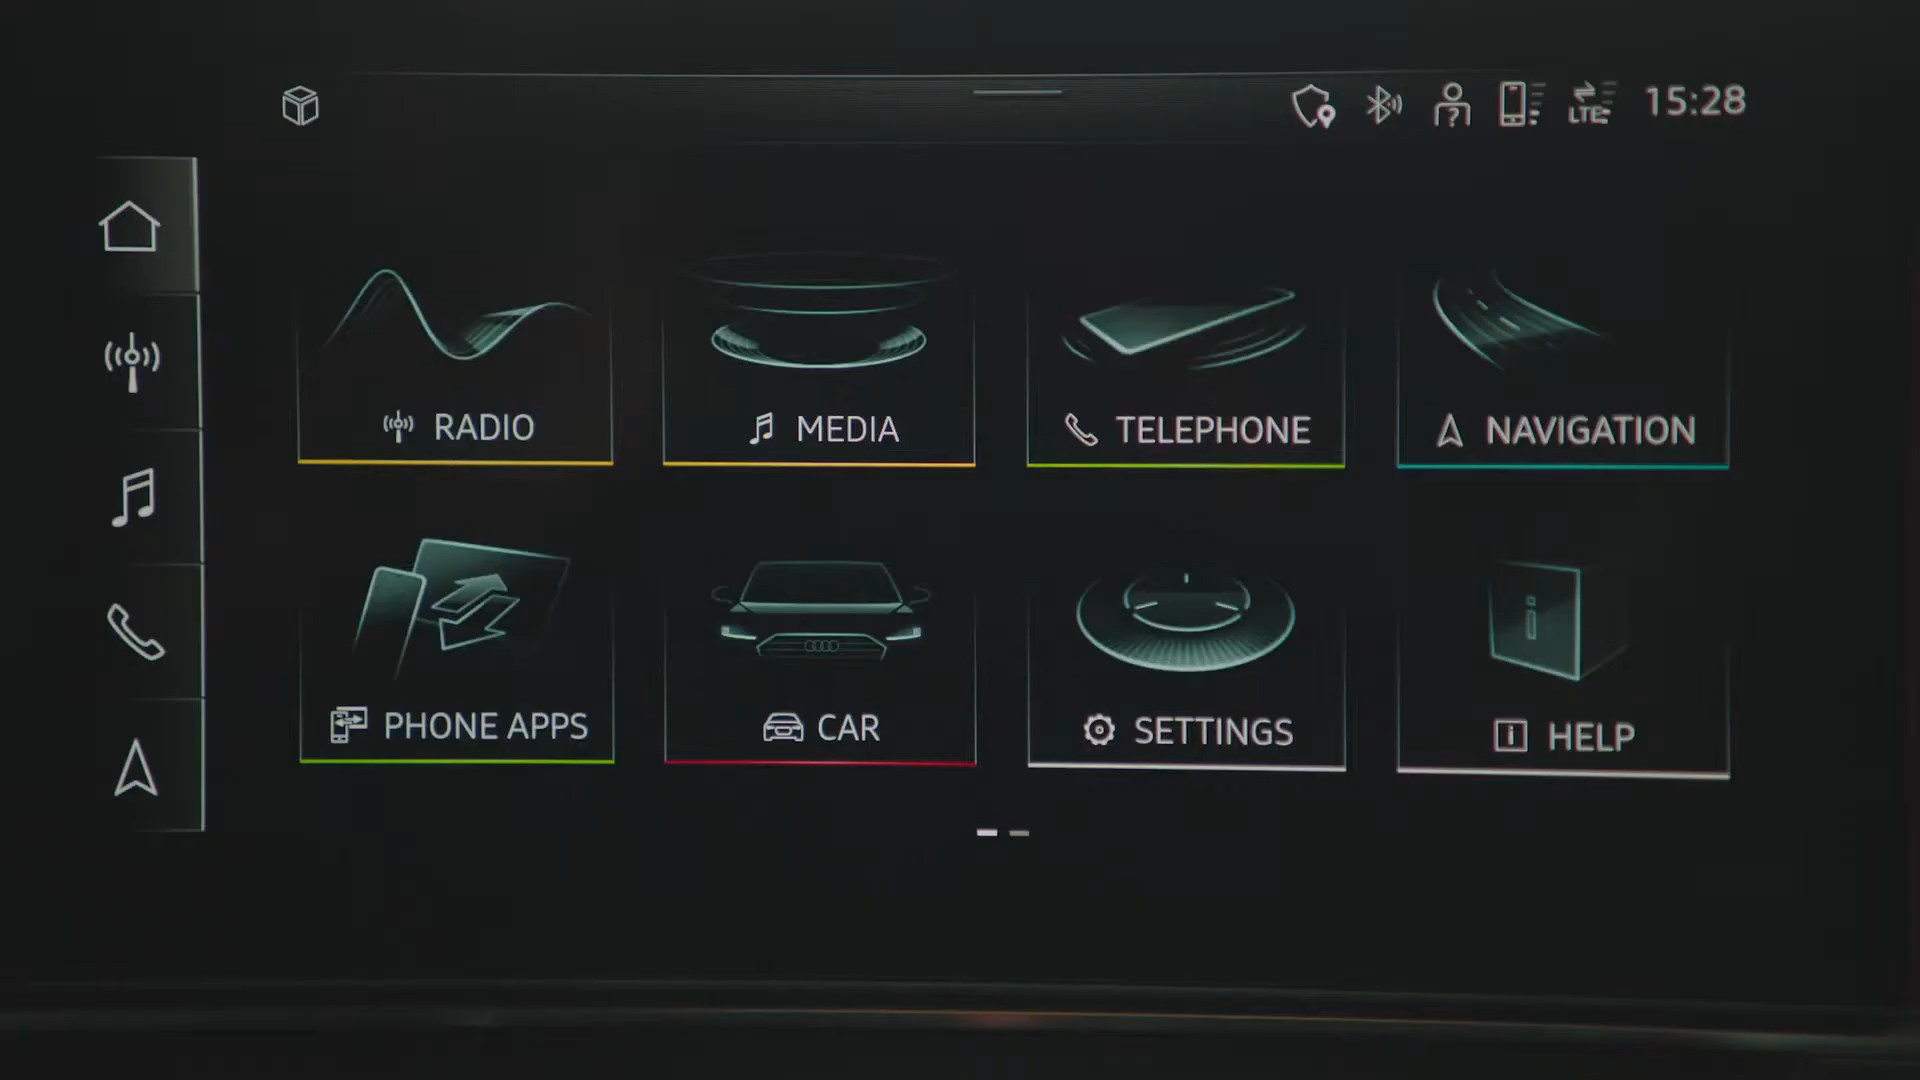 LTE 15:28
RADIO MEDIA TELEPHONE NAVIGATION
PHONE APPS CAR SETTINGS HELP